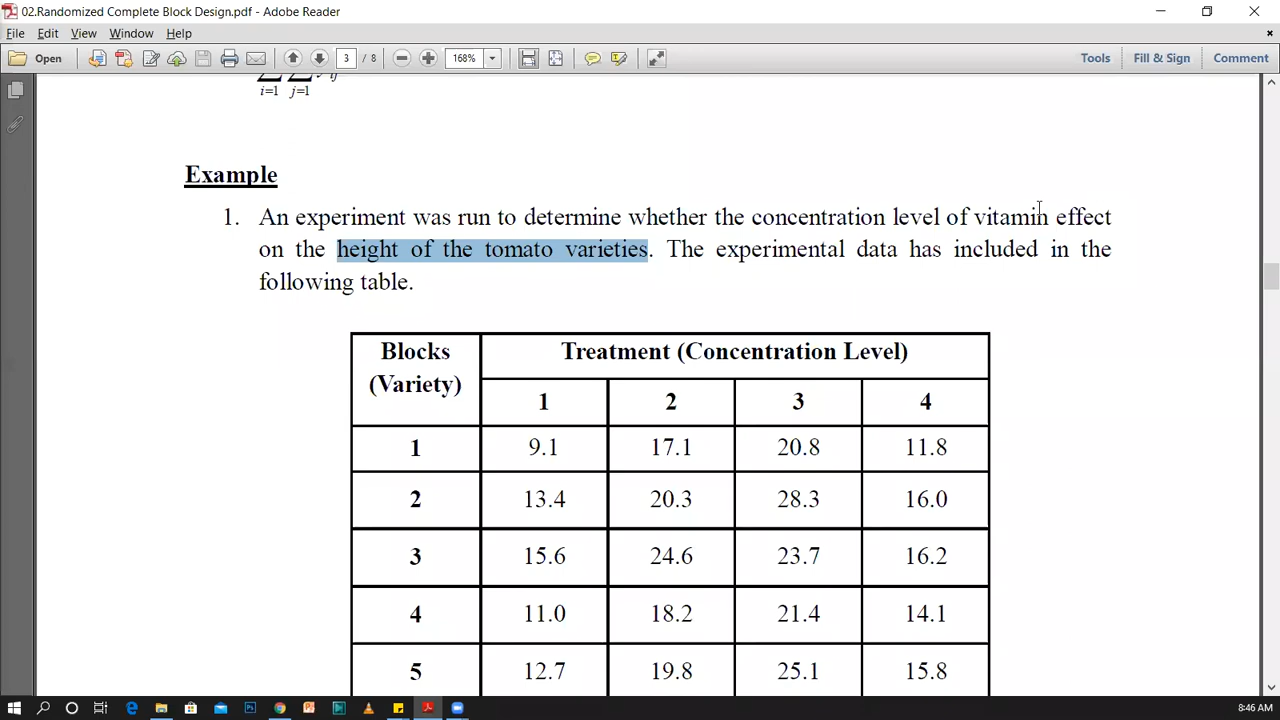 02.Randomized Complete Block Design.pdf - Adobe Reader
File Edit View Window Help
Open 3 / 8 168% Tools Fill & Sign Comment
i=1 j=1
Example
1. An experiment was run to determine whether the concentration level of vitamin effect
on the height of the tomato varieties. The experimental data has included in the
following table.
Blocks (Variety) Treatment (Concentration Level)
1 2 3 4
1 9.1 17.1 20.8 11.8
2 13.4 20.3 28.3 16.0
3 15.6 24.6 23.7 16.2
4 11.0 18.2 21.4 14.1
5 12.7 19.8 25.1 15.8
8:46 AM